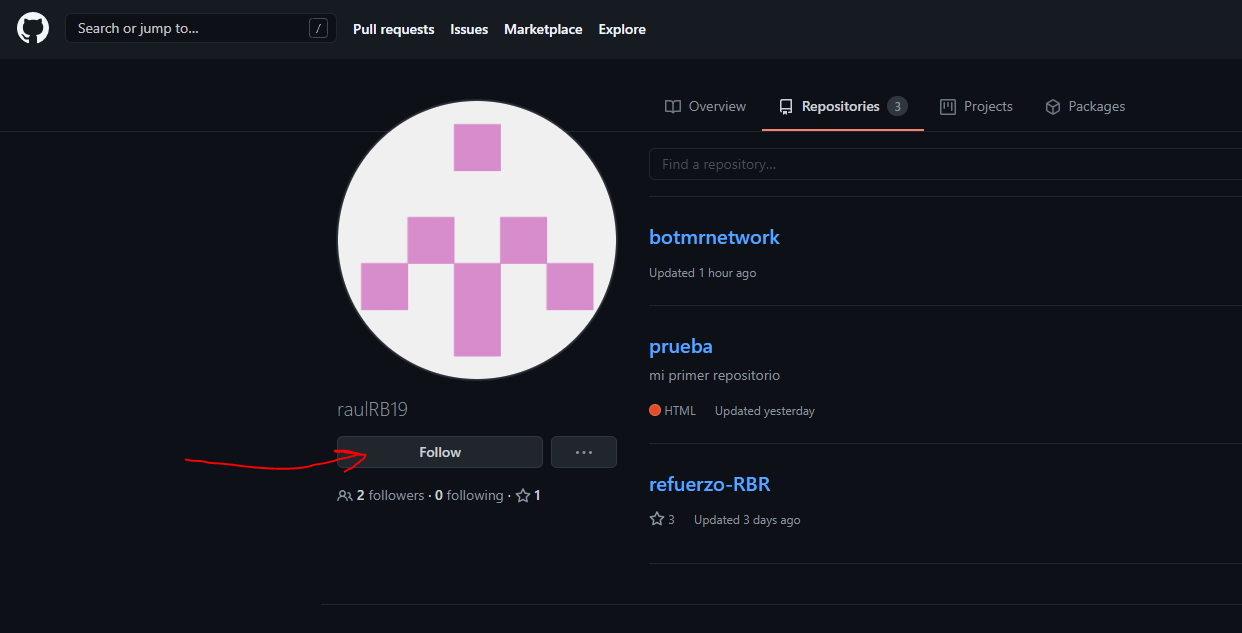 Search or jump to... /
Pull requests Issues Marketplace Explore
Overview Repositories 3 Projects Packages
Find a repository...
botmrnetwork
Updated 1 hour ago
prueba
mi primer repositorio
HTML Updated yesterday
refuerzo-RBR
3 Updated 3 days ago
raulRB19
Follow ...
2 followers · 0 following · 1